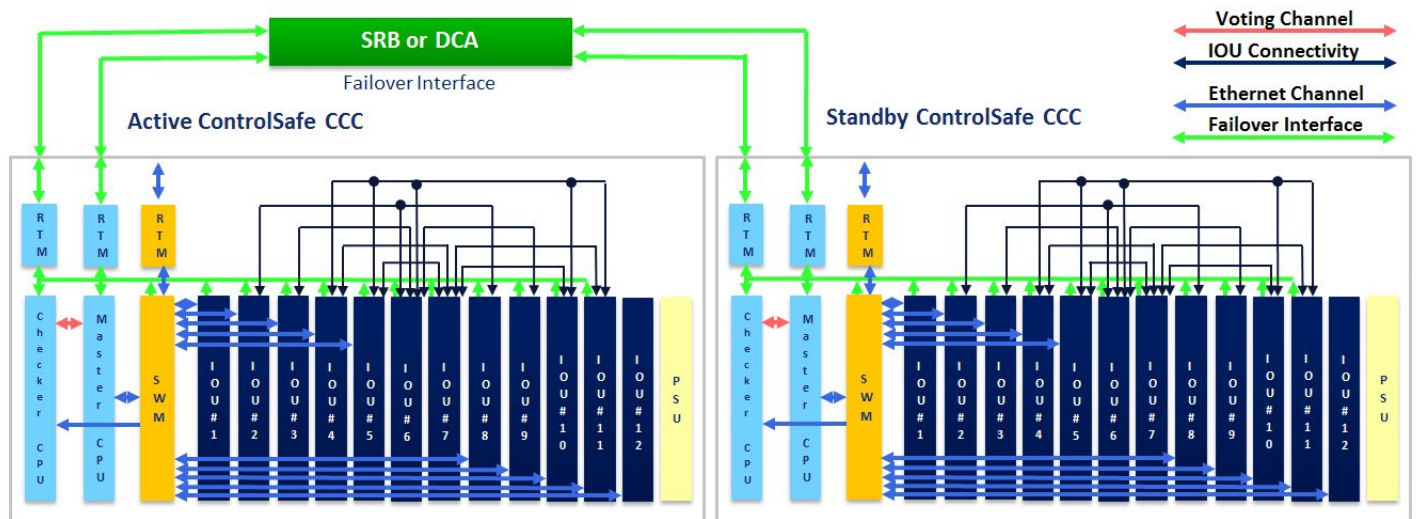 SRB or DCA
Failover Interface
Voting Channel
IOU Connectivity
Ethernet Channel
Failover Interface
Active ControlSafe CCC
Standby ControlSafe CCC
RTM
RTM
RTM
Checker CPU
Master CPU
SWM
IOU#1
IOU#2
IOU#3
IOU#4
IOU#5
IOU#6
IOU#7
IOU#8
IOU#9
IOU#10
IOU#11
IOU#12
PSU
RTM
RTM
RTM
Checker CPU
Master CPU
SWM
IOU#1
IOU#2
IOU#3
IOU#4
IOU#5
IOU#6
IOU#7
IOU#8
IOU#9
IOU#10
IOU#11
IOU#12
PSU